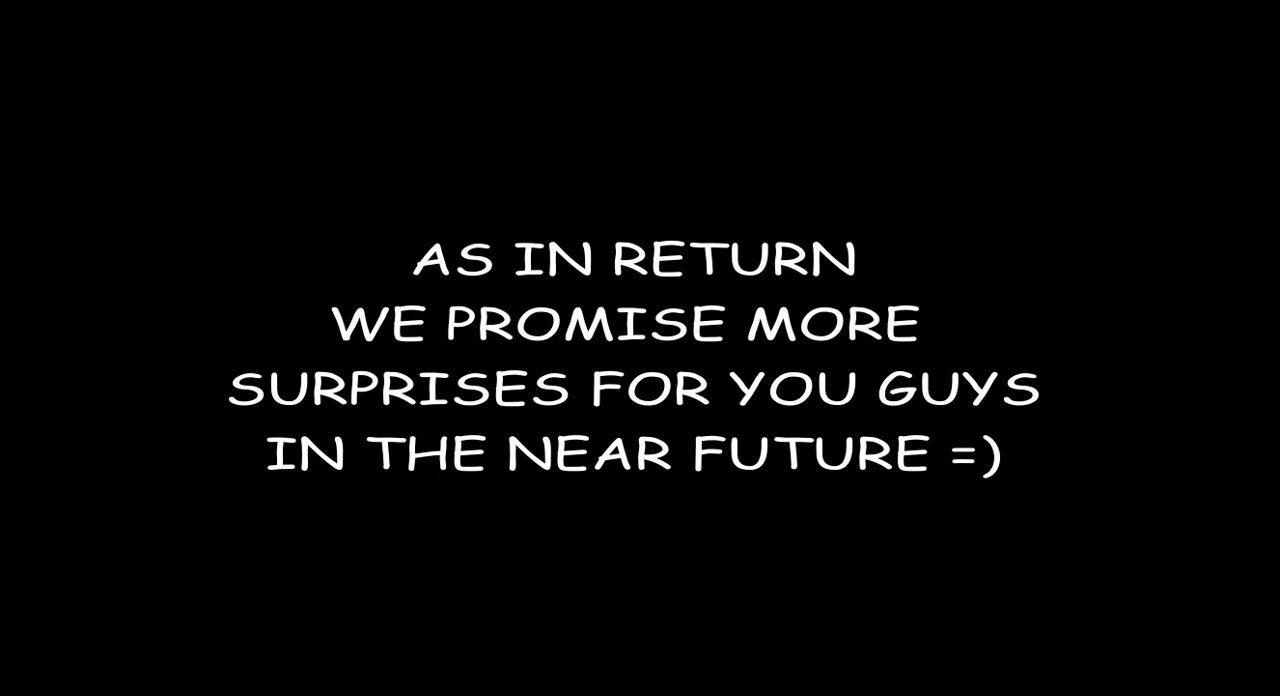 AS IN RETURN
WE PROMISE MORE
SURPRISES FOR YOU GUYS
IN THE NEAR FUTURE =)